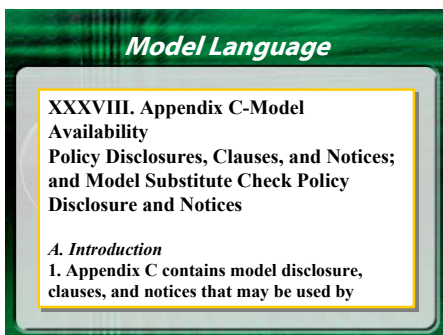 Model Language
XXXVIII. Appendix C-Model
Availability
Policy Disclosures, Clauses, and Notices;
and Model Substitute Check Policy
Disclosure and Notices
A. Introduction
1. Appendix C contains model disclosure,
clauses, and notices that may be used by